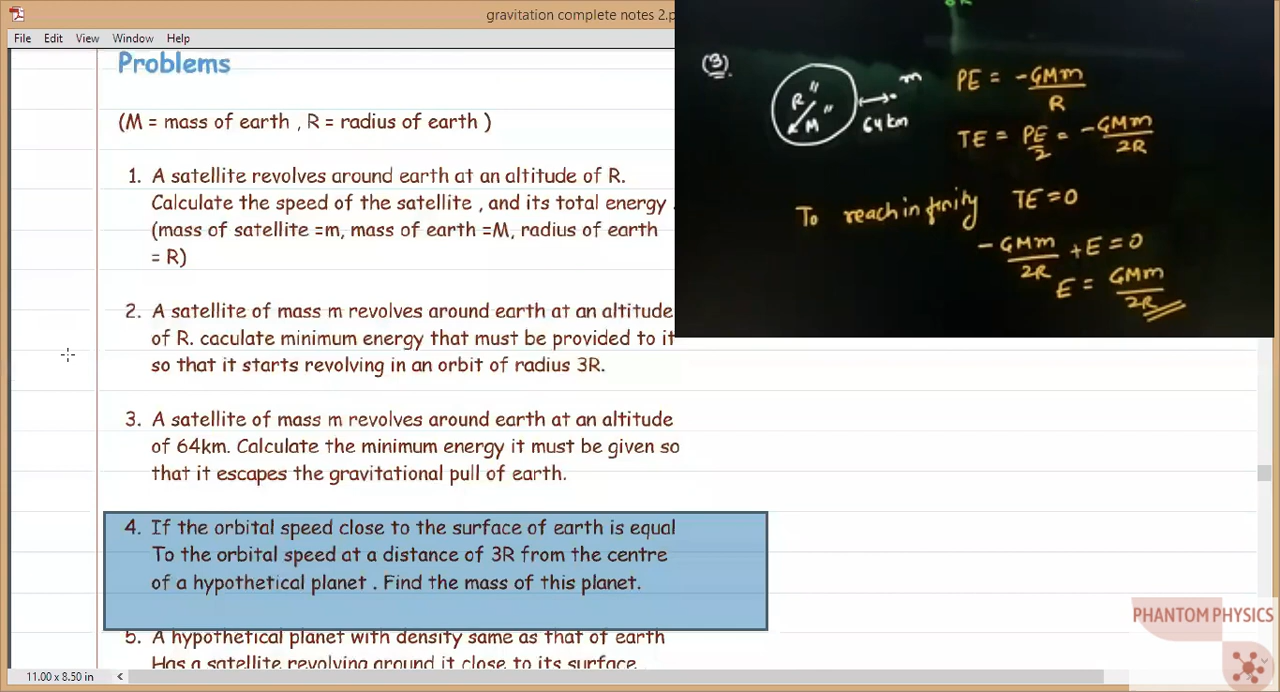 gravitation complete notes 2.p
File Edit View Window Help
Problems
(M = mass of earth , R = radius of earth )
1. A satellite revolves around earth at an altitude of R.
Calculate the speed of the satellite , and its total energy .
(mass of satellite =m, mass of earth =M, radius of earth
= R)
2. A satellite of mass m revolves around earth at an altitude
of R. caculate minimum energy that must be provided to it
so that it starts revolving in an orbit of radius 3R.
3. A satellite of mass m revolves around earth at an altitude
of 64km. Calculate the minimum energy it must be given so
that it escapes the gravitational pull of earth.
4. If the orbital speed close to the surface of earth is equal
To the orbital speed at a distance of 3R from the centre
of a hypothetical planet . Find the mass of this planet.
5. A hypothetical planet with density same as that of earth
Has a satellite revolving around it close to its surface.
(3).
R M
m
64km
PE = -GMm/R
TE = PE/2 = -GMm/2R
To reach infinity TE = 0
-GMm/2R + E = 0
E = GMm/2R
PHANTOM PHYSICS
11.00 x 8.50 in